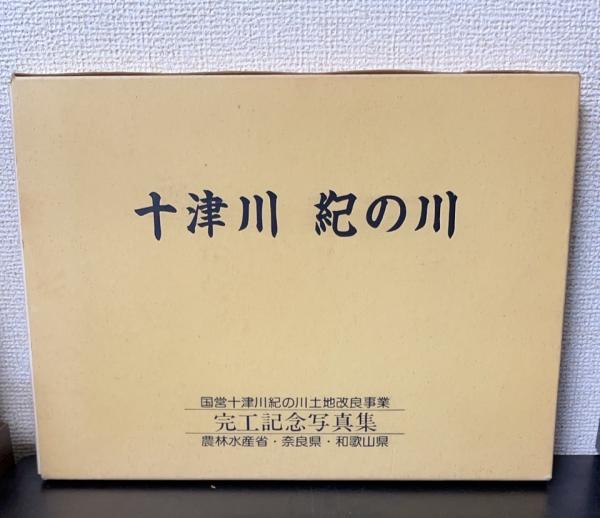 十津川 紀の川
国営十津川紀の川土地改良事業
完工記念写真集
農林水産省・奈良県・和歌山県